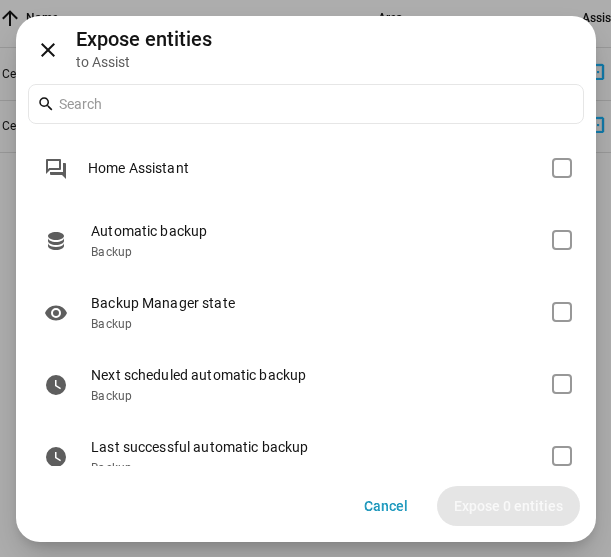 Expose entities
to Assist
Search
Home Assistant
Automatic backup
Backup
Backup Manager state
Backup
Next scheduled automatic backup
Backup
Last successful automatic backup
Backup
Cancel
Expose 0 entities